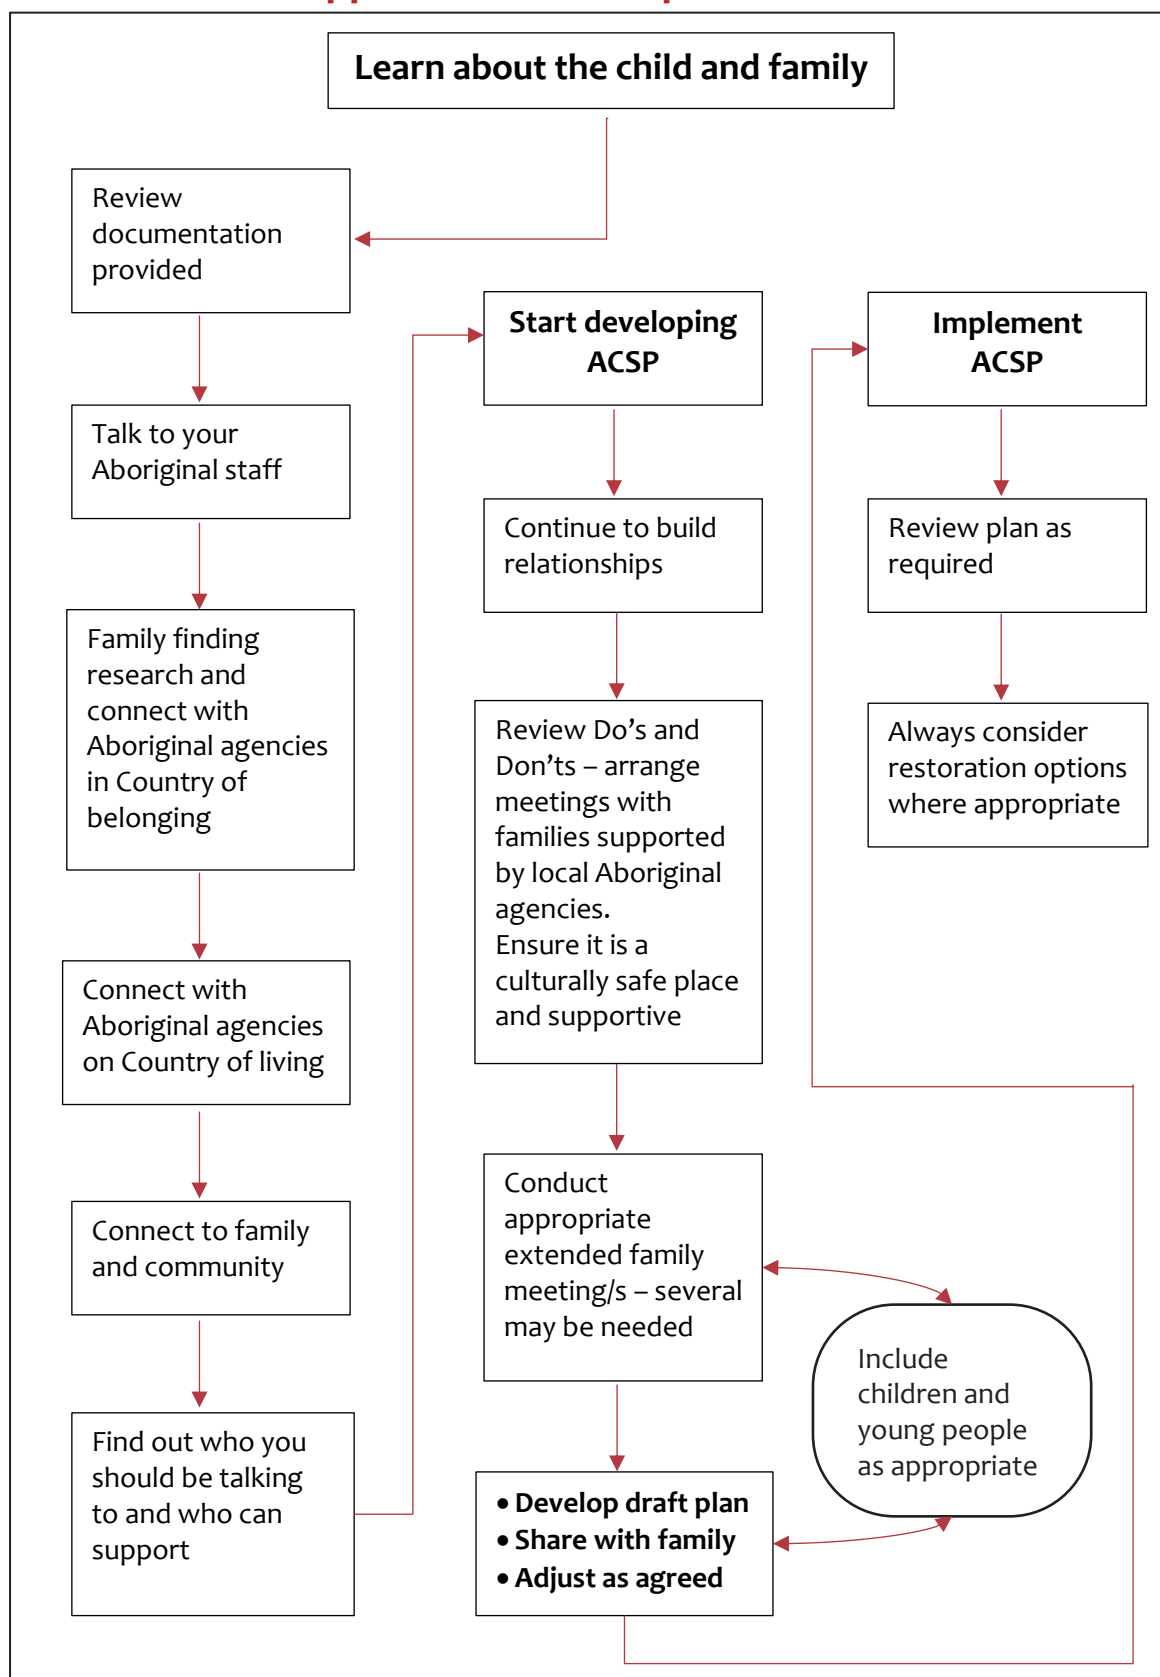 Learn about the child and family
Review
documentation
provided
Talk to your
Aboriginal staff
Family finding
research and
connect with
Aboriginal agencies
in Country of
belonging
Connect with
Aboriginal agencies
on Country of living
Connect to family
and community
Find out who you
should be talking
to and who can
support
Start developing
ACSP
Continue to build
relationships
Review Do’s and
Don’ts – arrange
meetings with
families supported
by local Aboriginal
agencies.
Ensure it is a
culturally safe place
and supportive
Conduct
appropriate
extended family
meeting/s – several
may be needed
Include
children and
young people
as appropriate
• Develop draft plan
• Share with family
• Adjust as agreed
Implement
ACSP
Review plan as
required
Always consider
restoration options
where appropriate